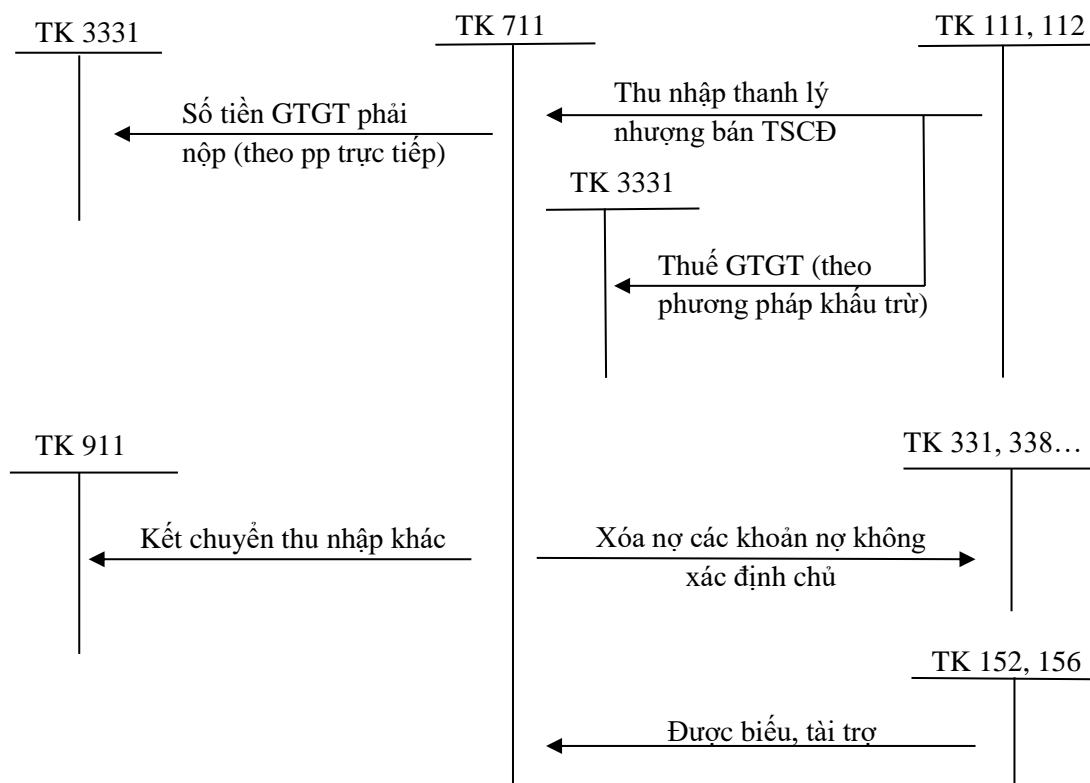 TK 3331
TK 711
TK 111, 112
Số tiền GTGT phải
nộp (theo pp trực tiếp)
Thu nhập thanh lý
nhượng bán TSCĐ
TK 3331
Thuế GTGT (theo
phương pháp khấu trừ)
TK 911
TK 331, 338…
Kết chuyển thu nhập khác
Xóa nợ các khoản nợ không
xác định chủ
TK 152, 156
Được biếu, tài trợ